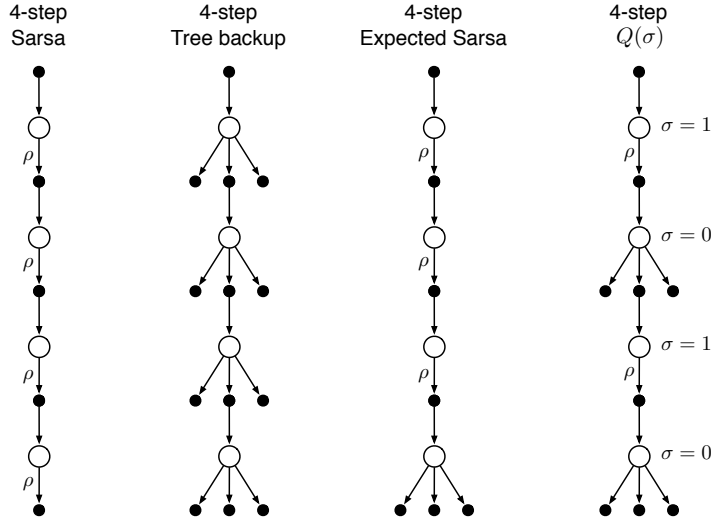 4-step
Sarsa
4-step
Tree backup
4-step
Expected Sarsa
4-step
Q(σ)
σ = 1
ρ
ρ
ρ
σ = 0
ρ
ρ
σ = 1
ρ
ρ
ρ
σ = 0
ρ